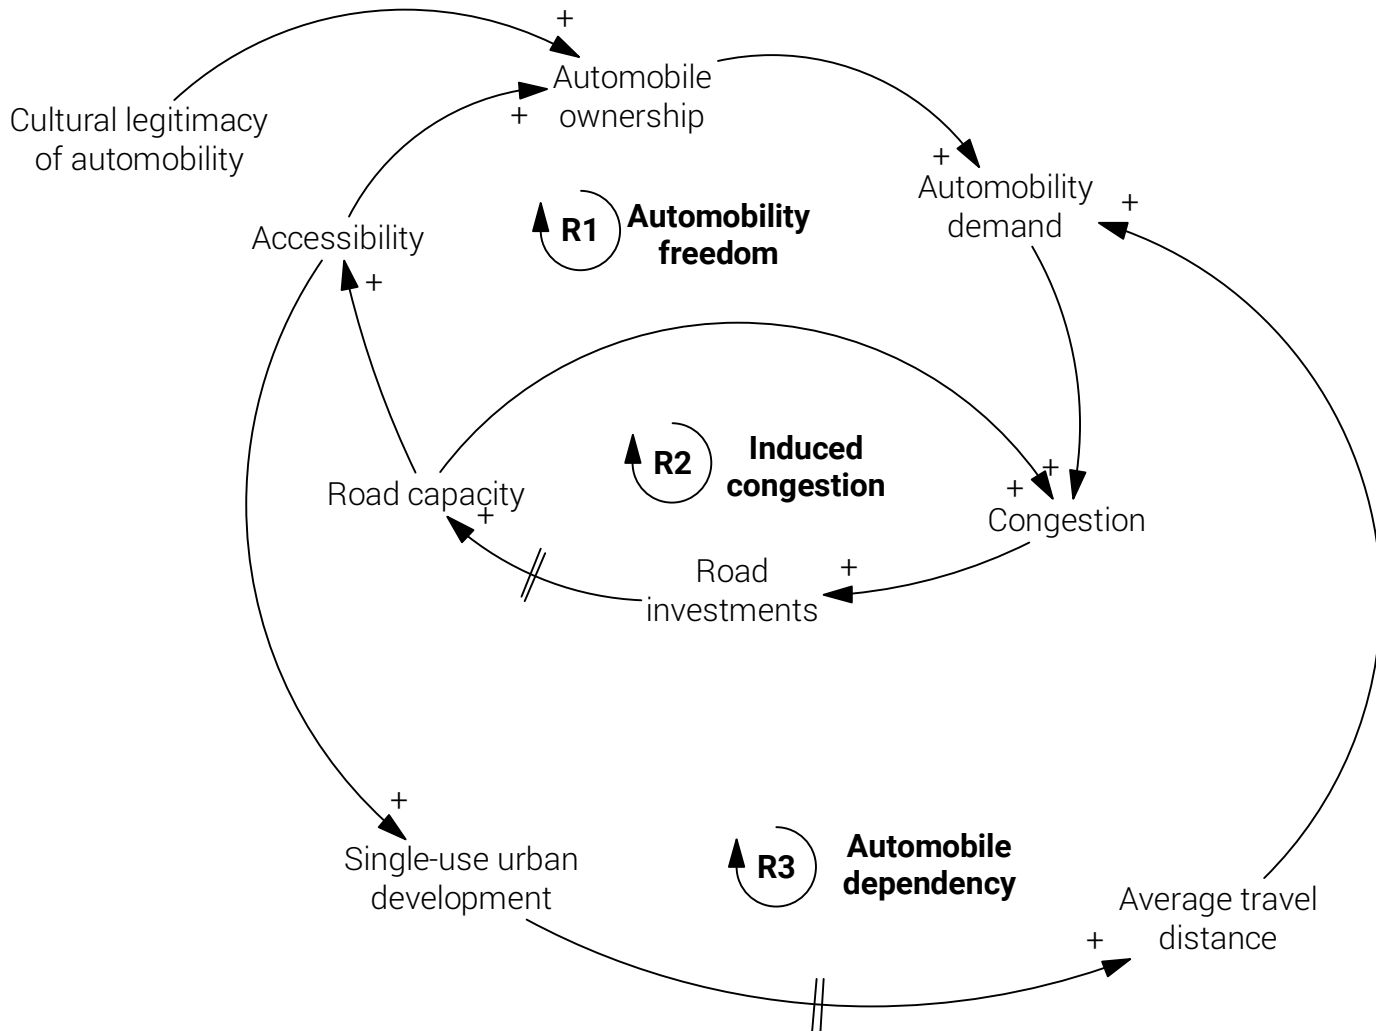 +
Automobile
ownership
+
Cultural legitimacy
of automobility
+
Automobility
demand
+
Accessibility
+
R1
Automobility
freedom
R2
Induced
congestion
Road capacity
+
+
+
Congestion
Road
investments
+
+
Single-use urban
development
R3
Automobile
dependency
Average travel
distance
+